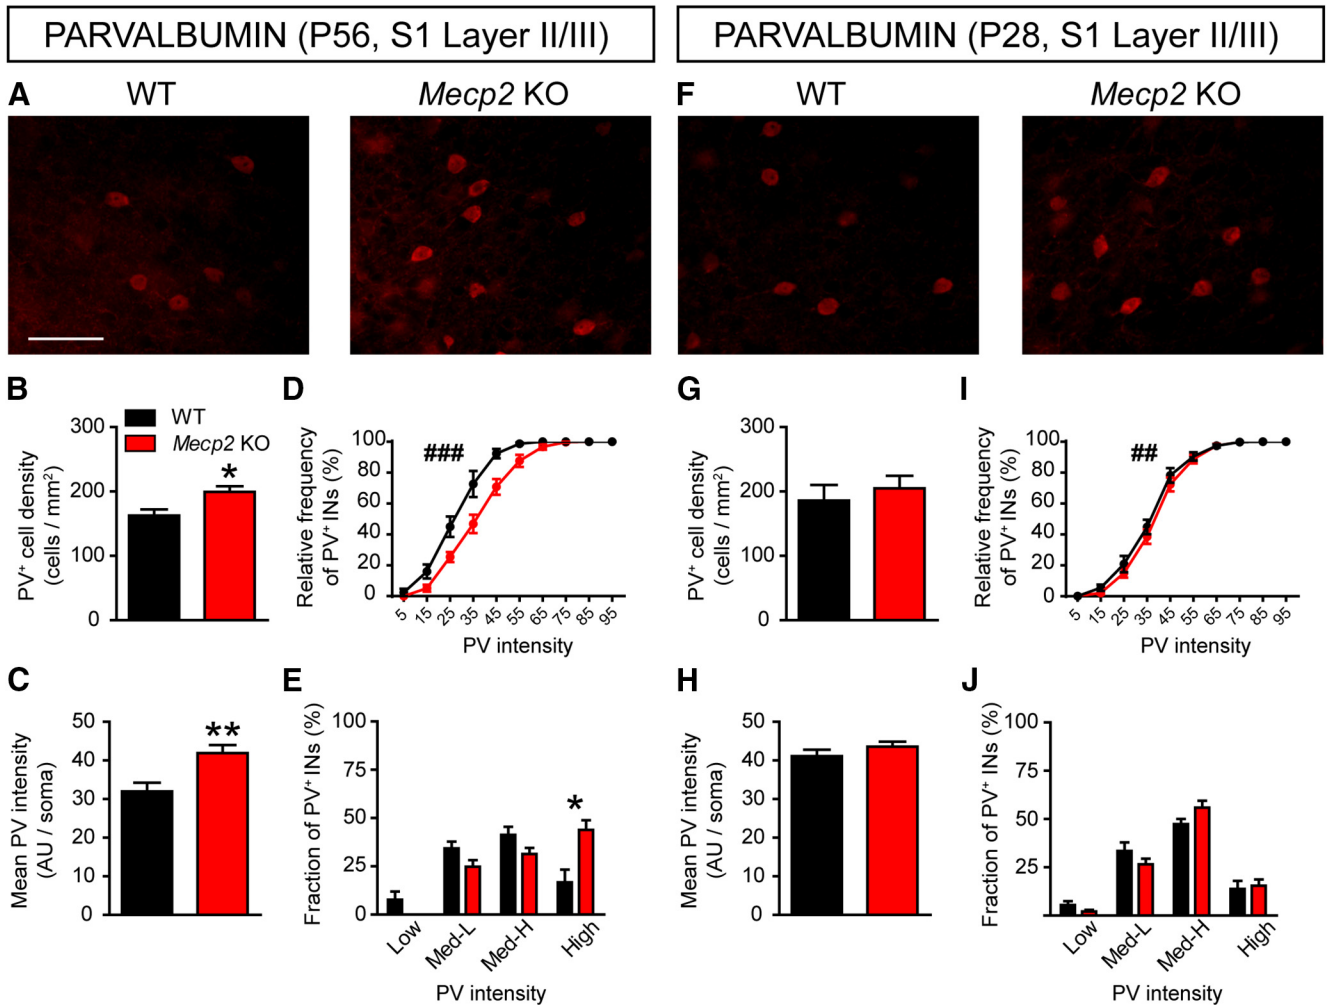 PARVALBUMIN (P56, S1 Layer II/III)
PARVALBUMIN (P28, S1 Layer II/III)
A
WT
Mecp2 KO
F
WT
Mecp2 KO
B
WT
Mecp2 KO
PV⁺ cell density
(cells / mm²)
300
200
100
0
*
D
Relative frequency
of PV⁺ INs (%)
100
80
60
40
20
0
###
5 15 25 35 45 55 65 75 85 95
PV intensity
G
PV⁺ cell density
(cells / mm²)
300
200
100
0
I
Relative frequency
of PV⁺ INs (%)
100
80
60
40
20
0
##
5 15 25 35 45 55 65 75 85 95
PV intensity
C
Mean PV intensity
(AU / soma)
50
40
30
20
10
0
**
E
Fraction of PV⁺ INs (%)
100
75
50
25
0
*
Low Med-L Med-H High
PV intensity
H
Mean PV intensity
(AU / soma)
50
40
30
20
10
0
J
Fraction of PV⁺ INs (%)
100
75
50
25
Low Med-L Med-H High
PV intensity